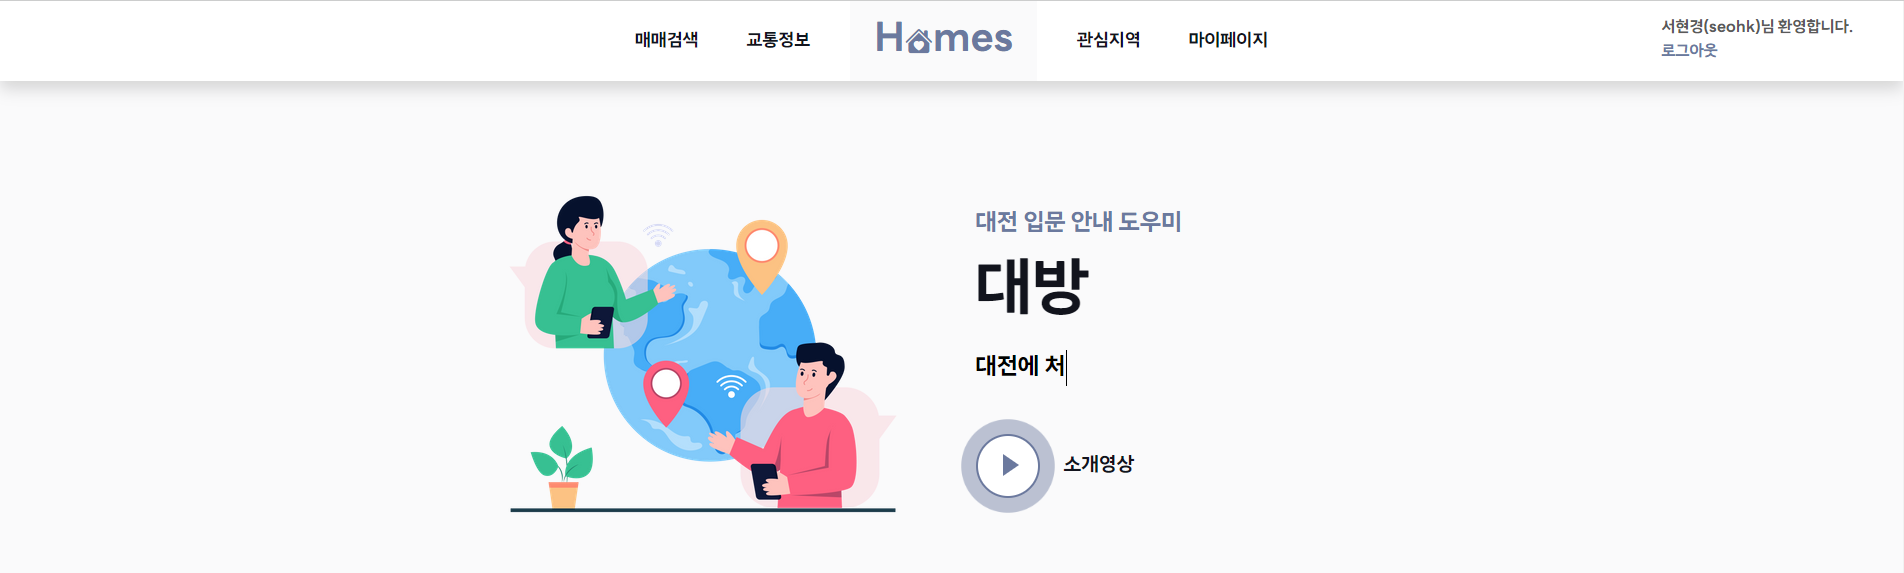 매매검색 교통정보 Homes 관심지역 마이페이지
서현경(seohk)님 환영합니다.
로그아웃
대전 입문 안내 도우미
대방
대전에 처
소개영상